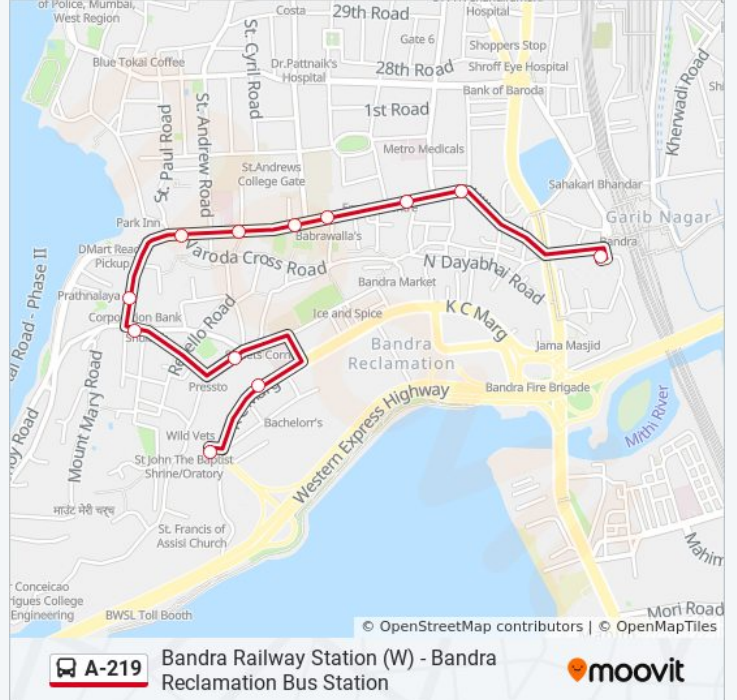 of Police, Mumbai,
West Region
Costa
29th Road
Hospital
Gate 6
Shoppers Stop
Blue Tokai Coffee
St. Cyril Road
Dr.Pattnaik's
Hospital
28th Road
Shroff Eye Hospital
Bank of Baroda
Kherwadi Road
St. Paul Road
St. Andrew Road
1st Road
Metro Medicals
St.Andrews
College Gate
Sahakari Bhandar
Garib Nagar
Park Inn
Babrawalla's
Bandra
DMart Ready
Pickup
Varoda Cross Road
N Dayabhai Road
Bandra Market
Road - Phase II
Prathnalaya
Corporation Bank
Rebello Road
Ice and Spice
K C Marg
Bandra
Reclamation
Jama Masjid
Pressto
Mount Mary Road
Western Express Highway
Bandra Fire Brigade
Mithi River
Bachelorr's
Wild Vets
St John The Baptist
Shrine/Oratory
माउंट मेरी चर्च
St. Francis of
Assisi Church
Conceicao
College
Engineering
BWSL Toll Booth
Mahim
Mori Road
© OpenStreetMap contributors | © OpenMapTiles
A-219
Bandra Railway Station (W) - Bandra
Reclamation Bus Station
moovit